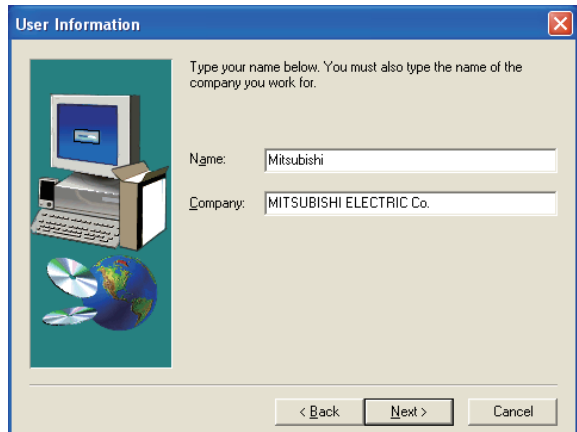 User Information
Type your name below. You must also type the name of the
company you work for.
Name: Mitsubishi
Company: MITSUBISHI ELECTRIC Co.
< Back Next > Cancel